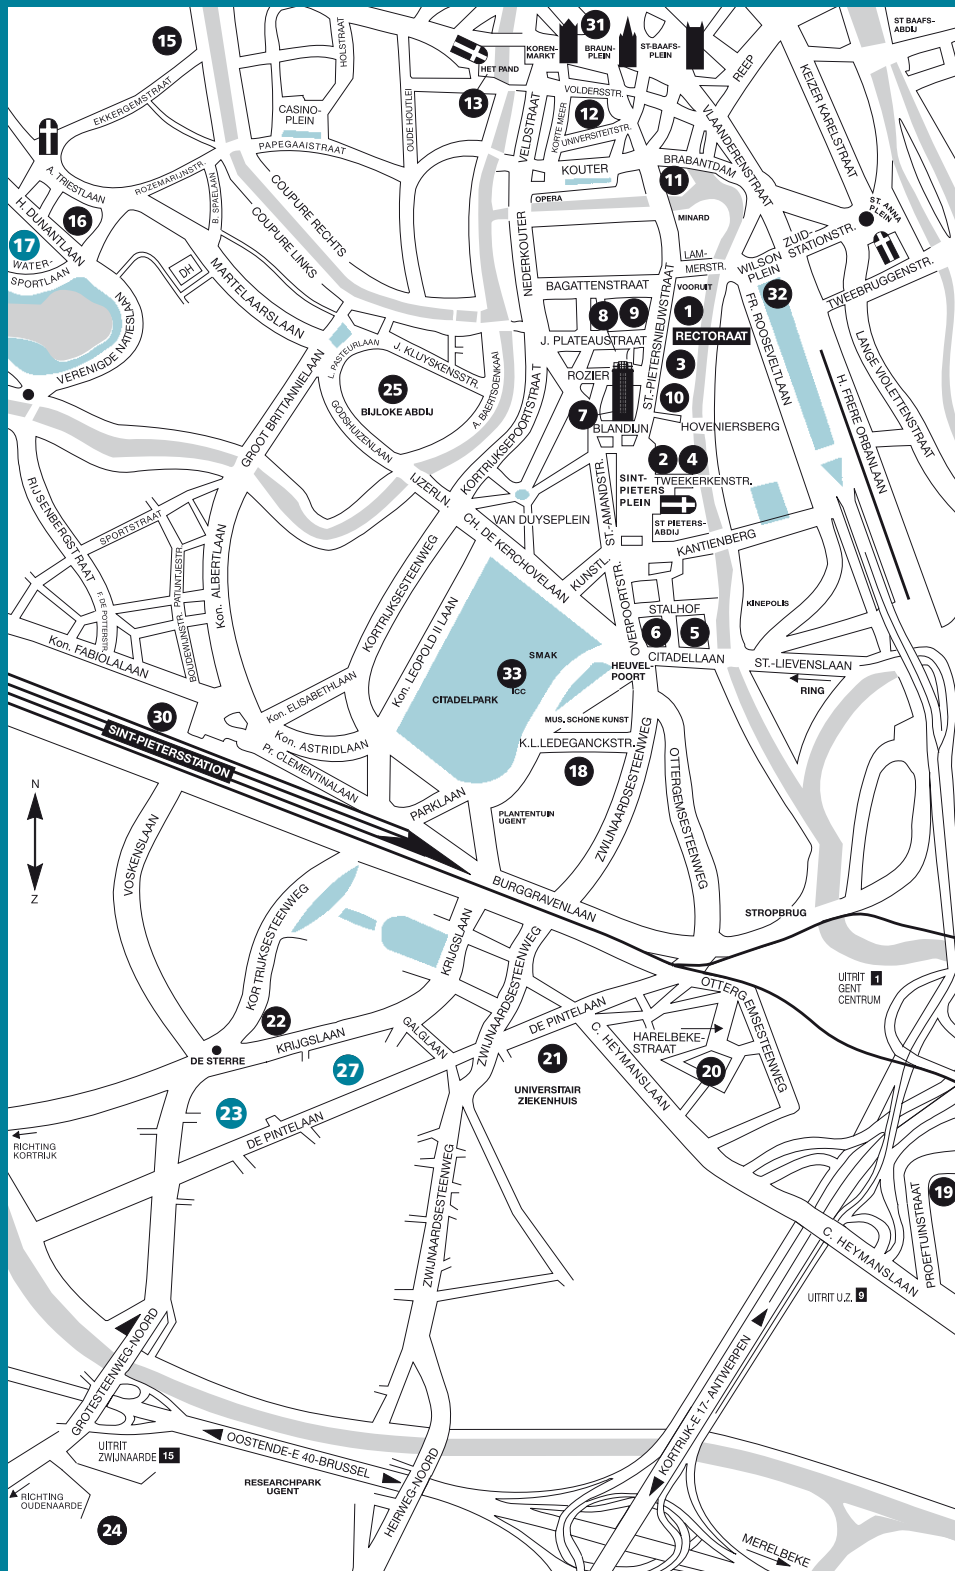 15
HOLSTRAAT
31
KOREN-
MARKT
BRAUN-
PLEIN
ST-BAAFS-
PLEIN
ST BAAFS-
ABDIJ
REEP
KEIZER KARELSTRAAT
HET PAND
13
EKKERGEMSTRAAT
CASINO-
PLEIN
OUDE HOUTLEI
VOLDERSSTR.
12
VELDSTRAAT
KORTE MEER
UNIVERSITEITSTR.
VLAANDERENSTRAAT
PAPEGAAISTRAAT
A. TRIESTLAAN
ROZEMARIJNSTR.
B. SPAELAAN
COUPURE RECHTS
COUPURE LINKS
KOUTER
BRABANTDAM
11
OPERA
MINARD
ST. ANNA
PLEIN
H. DUNANTLAAN
16
17
WATER-
SPORTLAAN
DH
MARTELAARSLAAN
NEDERKOUTER
LAM-
MERSTR.
WILSON
PLEIN
ZUID-
STATIONSTR.
TWEEBRUGGENSTR.
BAGATTENSTRAAT
VOORUIT
32
8
9
1
RECTORAAT
ST.-PIETERSNIEUWSTRAAT
FR. ROOSEVELTLAAN
VERENIGDE NATIESLAAN
J. PLATEAUSTRAAT
L. PASTEURLAAN
J. KLUYSKENSSTR.
25
BIJLOKE ABDIJ
A. BAERTSOENKAAI
ROZIER
3
10
7
BLANDIJN
HOVENIERSBERG
LANGE VIOLETTENSTRAAT
H. FRERE ORBANLAAN
GROOT BRITTANNIELAAN
GODSHUIZENLAAN
KORTRIJKSEPOORTSTRAAT
2
4
TWEEKERKENSTR.
SINT-
PIETERS
PLEIN
ST PIETERS-
ABDIJ
IJZERLN.
RIJSENBERGSTRAAT
SPORTSTRAAT
VAN DUYSEPLEIN
ST.-AMANDSTR.
KANTIENBERG
CH. DE KERCHOVELAAN
KUNSTL.
PATIJNTJESTR.
Kon. ALBERTLAAN
KORTRIJKSESTEENWEG
Kon. LEOPOLD II LAAN
OVERPOORTSTR.
STALHOF
KINEPOLIS
F. DE POTTERSTR.
BOUDEWIJNSTR.
6
5
CITADELLAAN
ST.-LIEVENSLAAN
Kon. FABIOLALAAN
SMAK
33
ICC
CITADELPARK
HEUVEL
POORT
RING
Kon. ELISABETHLAAN
30
SINT-PIETERSSTATION
MUS. SCHONE KUNST
Kon. ASTRIDLAAN
K.L.LEDEGANCKSTR.
Pr. CLEMENTINALAAN
18
PARKLAAN
PLANTENTUIN
UGENT
ZWIJNAARDSESTEENWEG
OTTERGEMSESTEENWEG
N
Z
VOSKENSLAAN
BURGGRAVENLAAN
STROPBRUG
KORTRIJKSESTEENWEG
KRIJGSLAAN
ZWIJNAARDSESTEENWEG
UITRIT 1
GENT
CENTRUM
OTTERGEMSESTEENWEG
22
KRIJGSLAAN
GALGLAAN
DE PINTELAAN
C. HEYMANSLAAN
HARELBEKE-
STRAAT
DE STERRE
27
21
20
UNIVERSITAIR
ZIEKENHUIS
23
DE PINTELAAN
RICHTING
KORTRIJK
ZWIJNAARDSESTEENWEG
19
PROEFTUINSTRAAT
C. HEYMANSLAAN
UITRIT U.Z. 9
GROTESTEENWEG-NOORD
KORTRIJK-E 17-ANTWERPEN
UITRIT
ZWIJNAARDE 15
OOSTENDE-E 40-BRUSSEL
RESEARCHPARK
UGENT
HEIRWEG-NOORD
RICHTING
OUDENAARDE
24
MERELBEKE